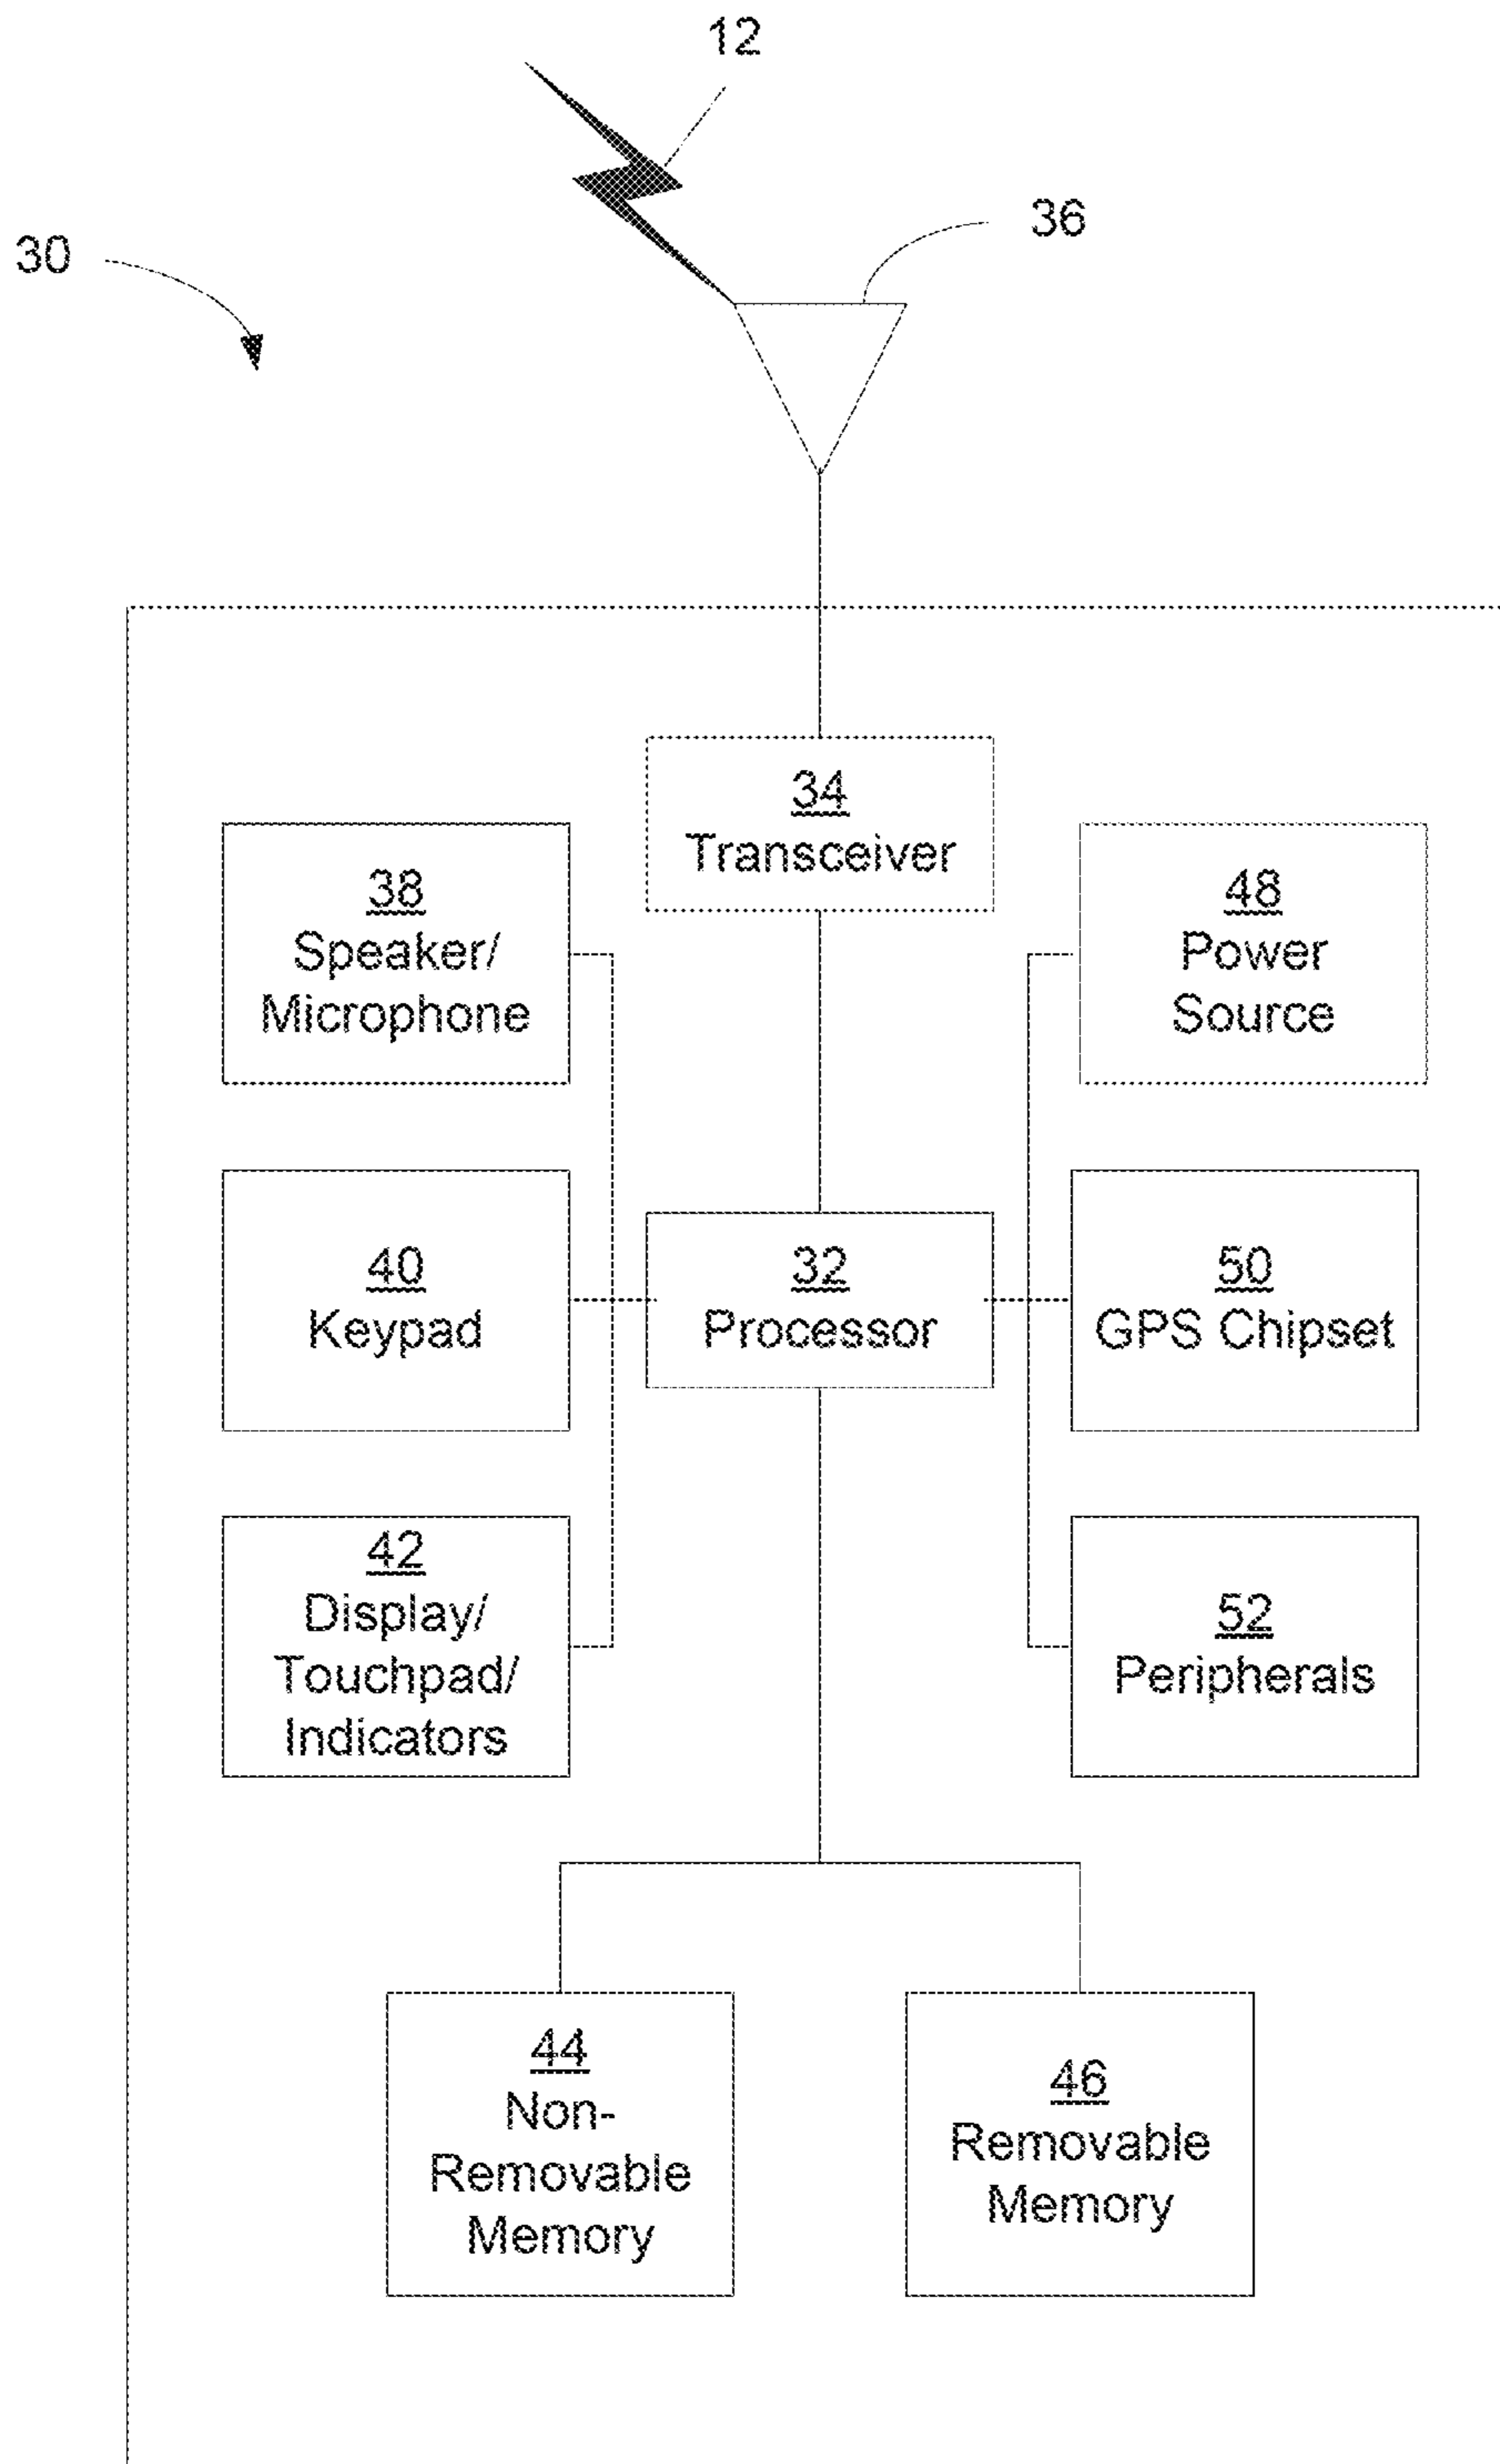 12
36
30
34
Transceiver
38
Speaker/
Microphone
48
Power
Source
40
Keypad
32
Processor
50
GPS Chipset
42
Display/
Touchpad/
Indicators
52
Peripherals
44
Non-
Removable
Memory
46
Removable
Memory